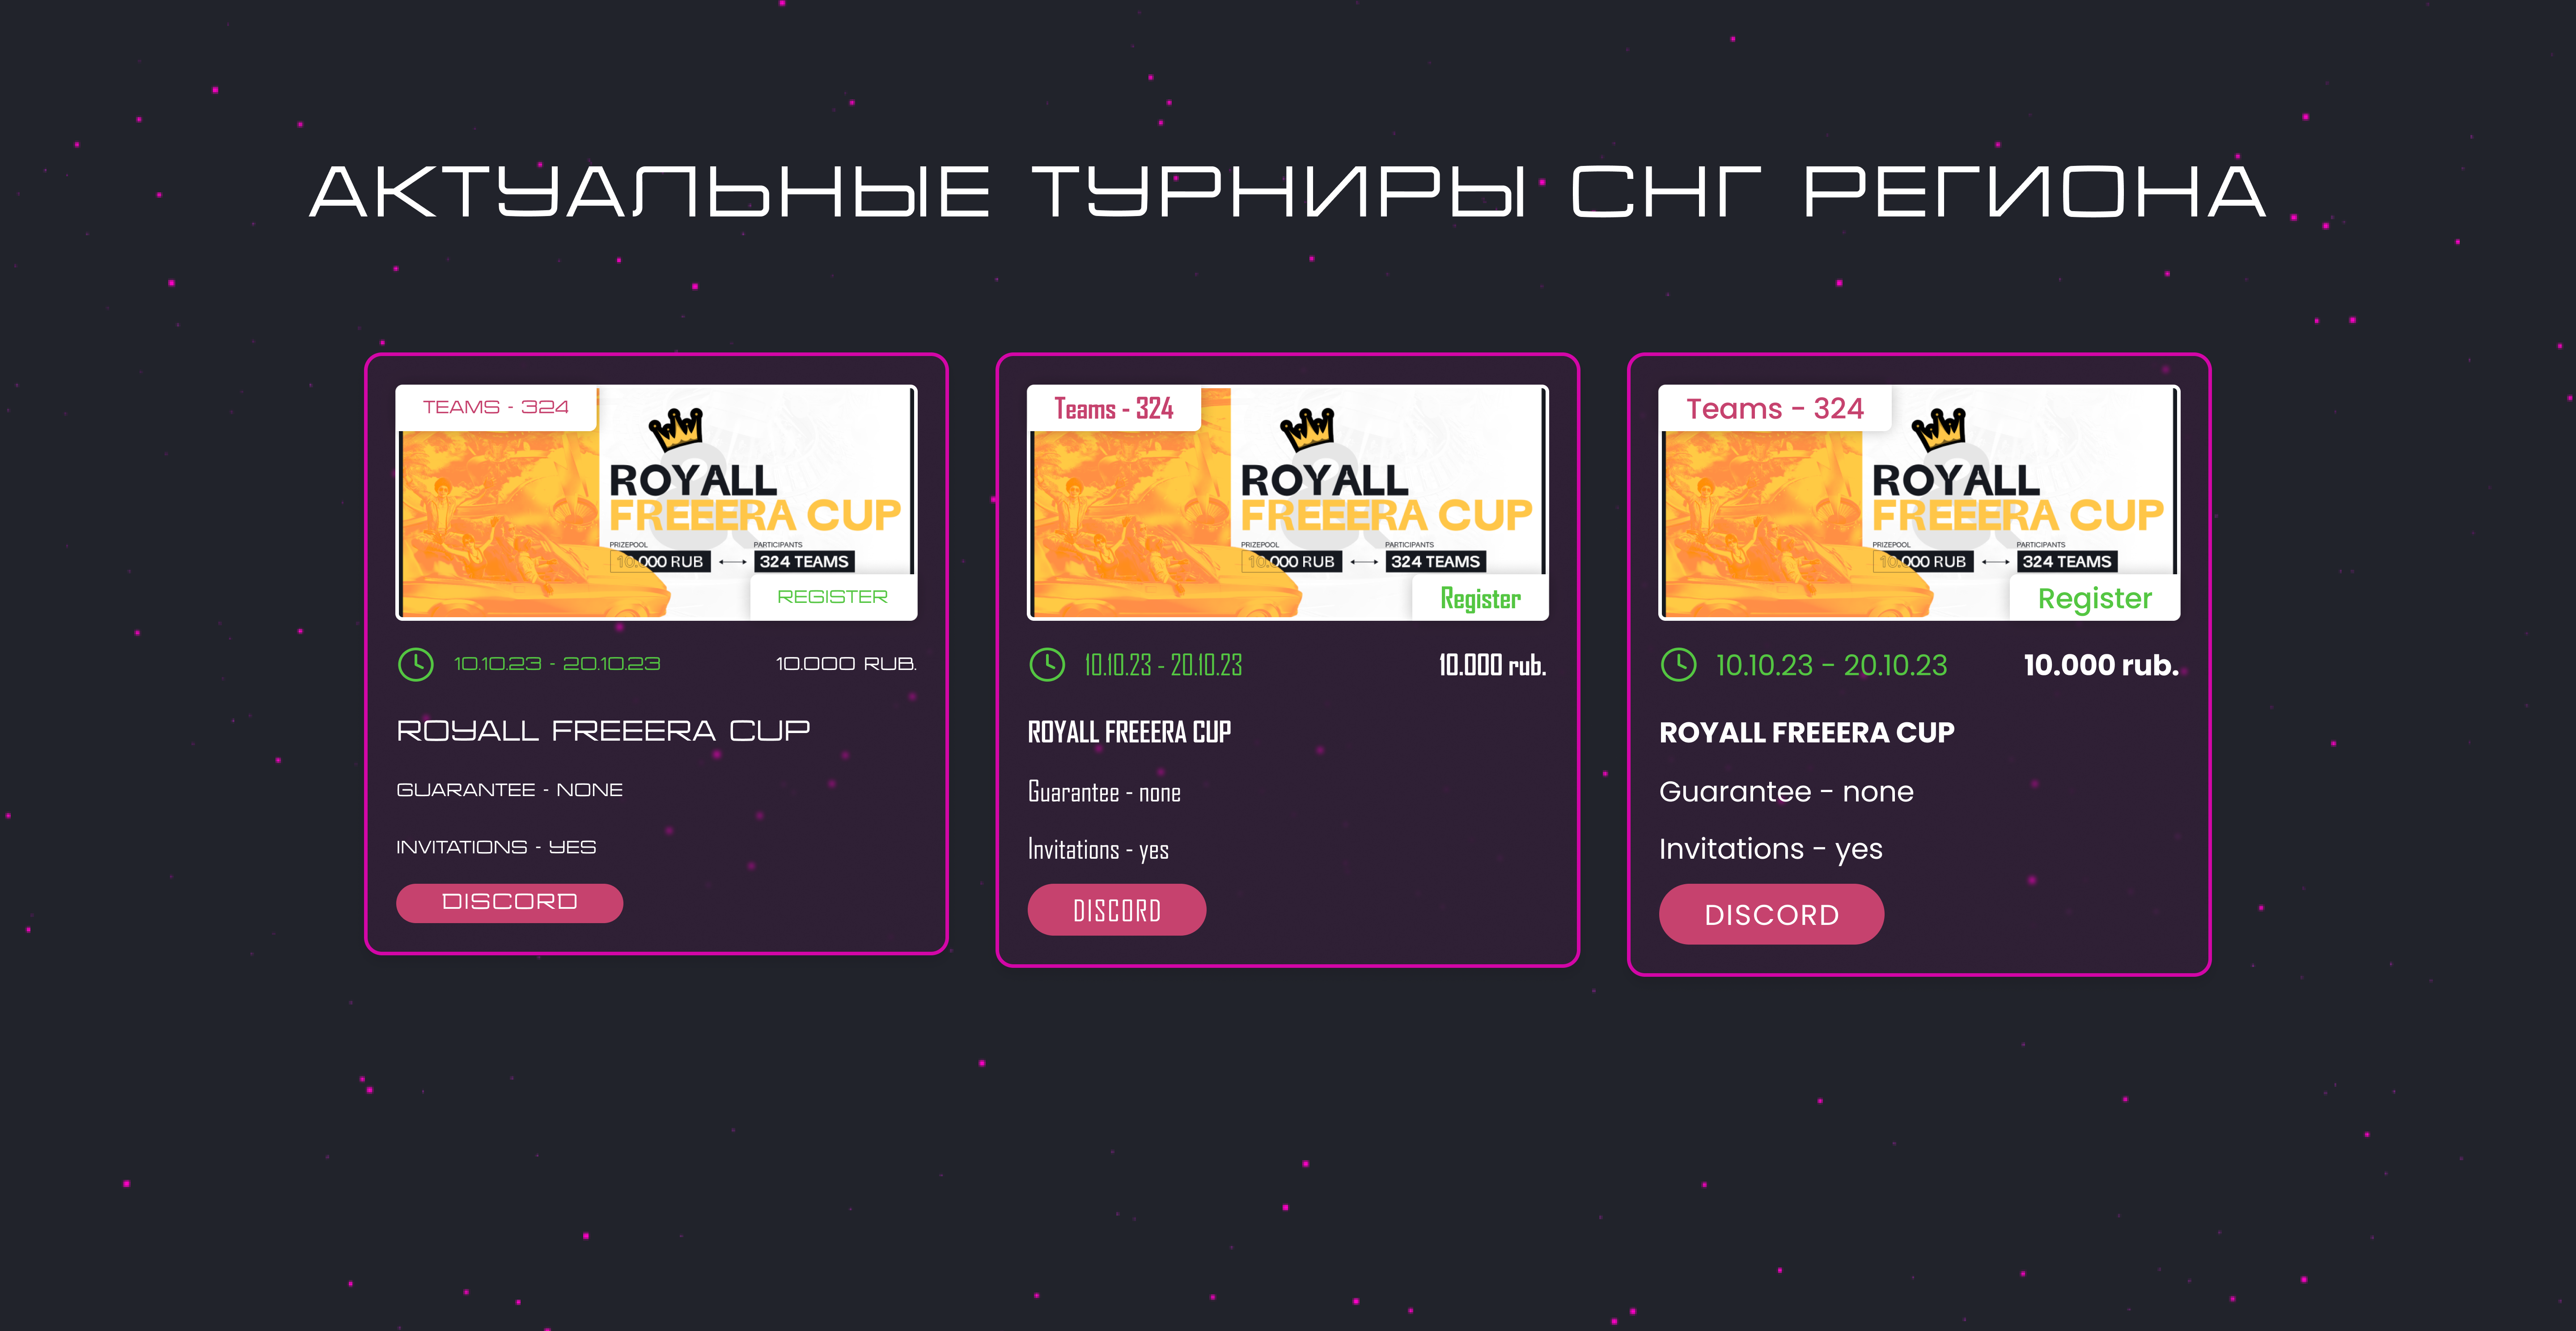 АКТУАЛЬНЫЕ ТУРНИРЫ СНГ РЕГИОНА
TEAMS - 324
ROYALL
FREEERA CUP
PRIZEPOOL
PARTICIPANTS
10.000 RUB
324 TEAMS
REGISTER
10.10.23 - 20.10.23
10.000 RUB.
ROYALL FREEERA CUP
GUARANTEE - NONE
INVITATIONS - YES
DISCORD
Teams - 324
ROYALL
FREEERA CUP
PRIZEPOOL
PARTICIPANTS
10.000 RUB
324 TEAMS
Register
10.10.23 - 20.10.23
10.000 rub.
ROYALL FREEERA CUP
Guarantee - none
Invitations - yes
DISCORD
Teams - 324
ROYALL
FREEERA CUP
PRIZEPOOL
PARTICIPANTS
10.000 RUB
324 TEAMS
Register
10.10.23 - 20.10.23
10.000 rub.
ROYALL FREEERA CUP
Guarantee - none
Invitations - yes
DISCORD